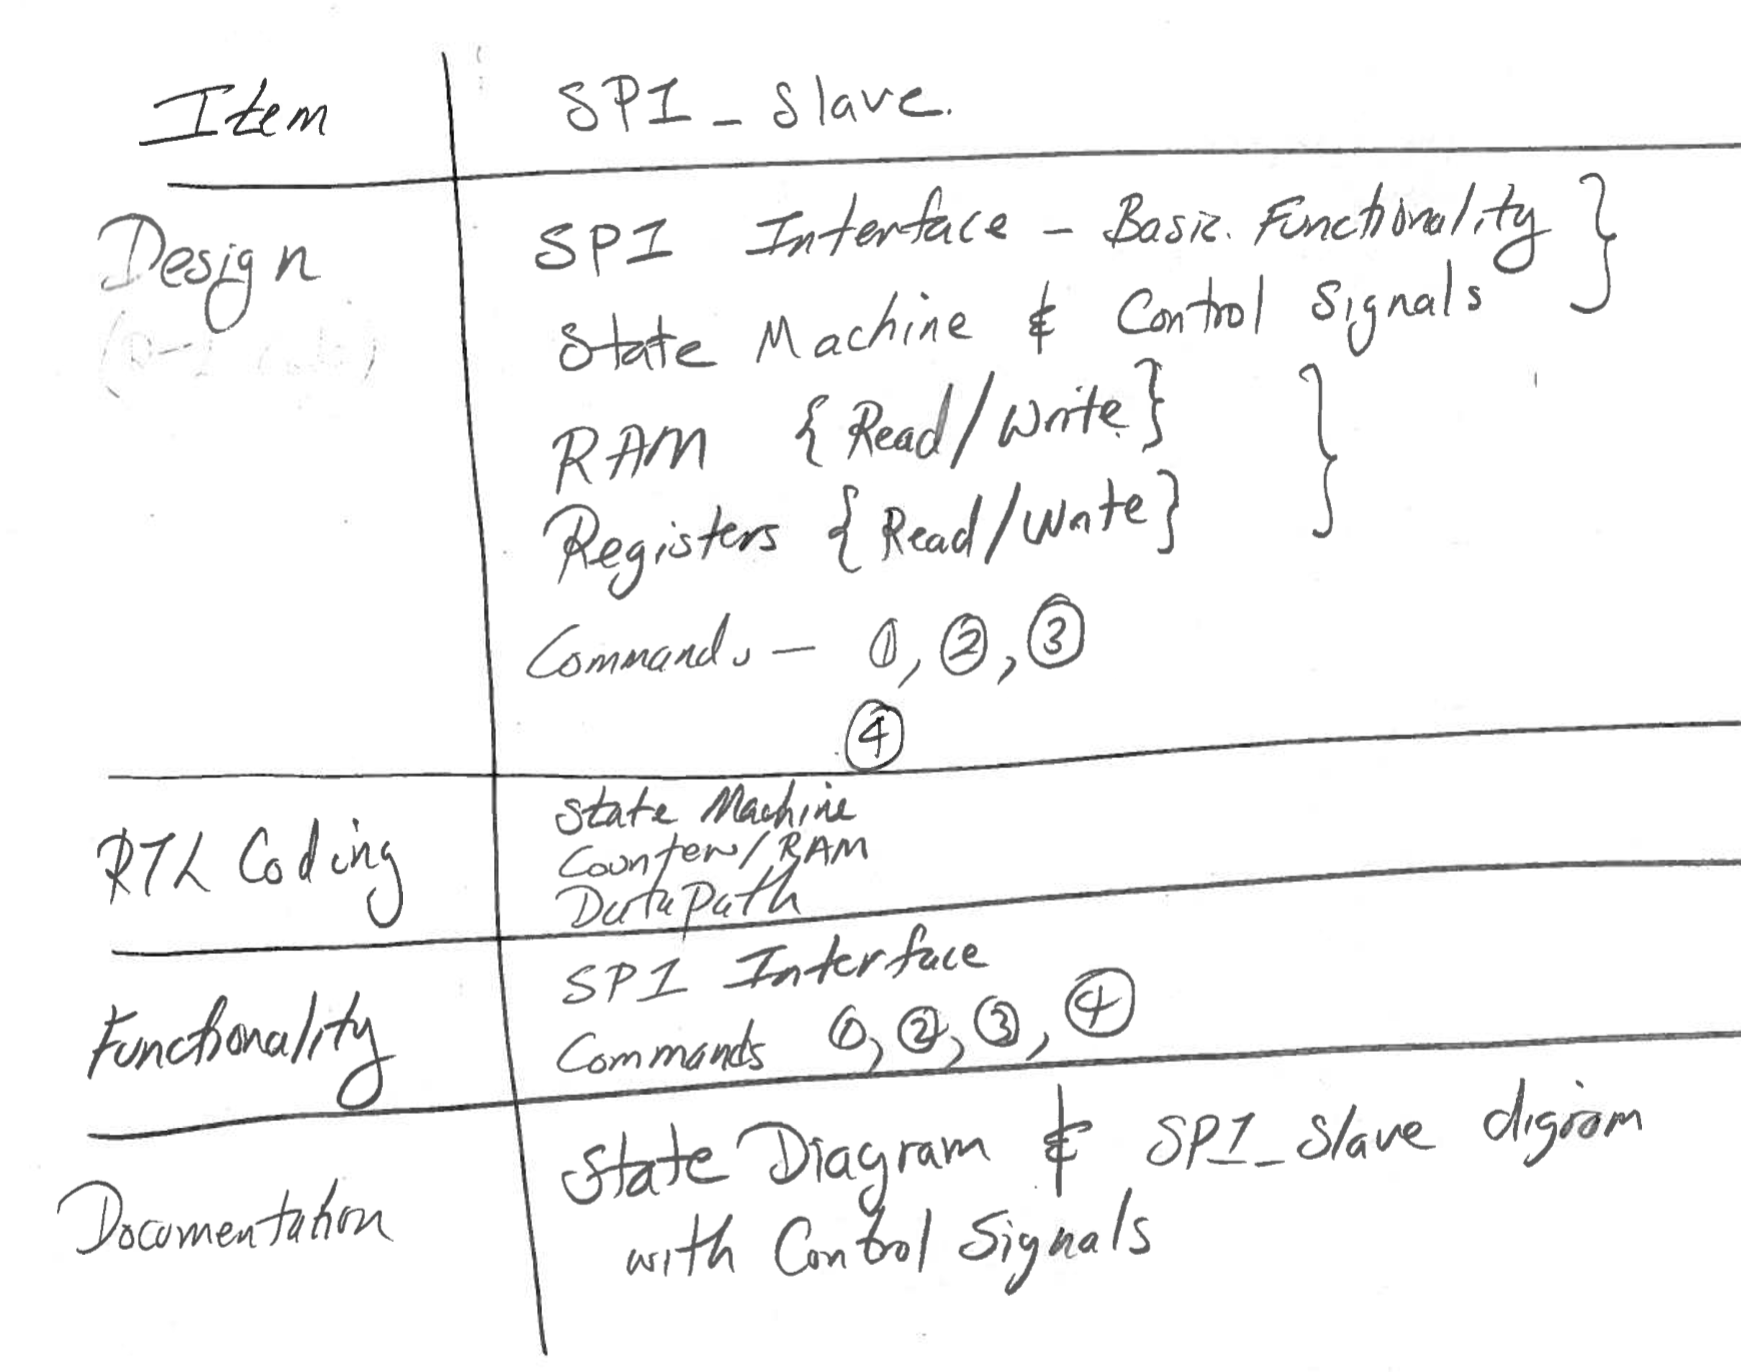 Item SPI_Slave.
Design SPI Interface - Basic. Functionality }
State Machine & Control Signals
RAM {Read/Write} }
Registers {Read/Write}
Commands - ①, ②, ③
④
RTL Coding State Machine
Counter/RAM
DataPath
Functionality SPI Interface
Commands ①, ②, ③, ④
Documentation State Diagram & SPI_Slave digram
with Control Signals